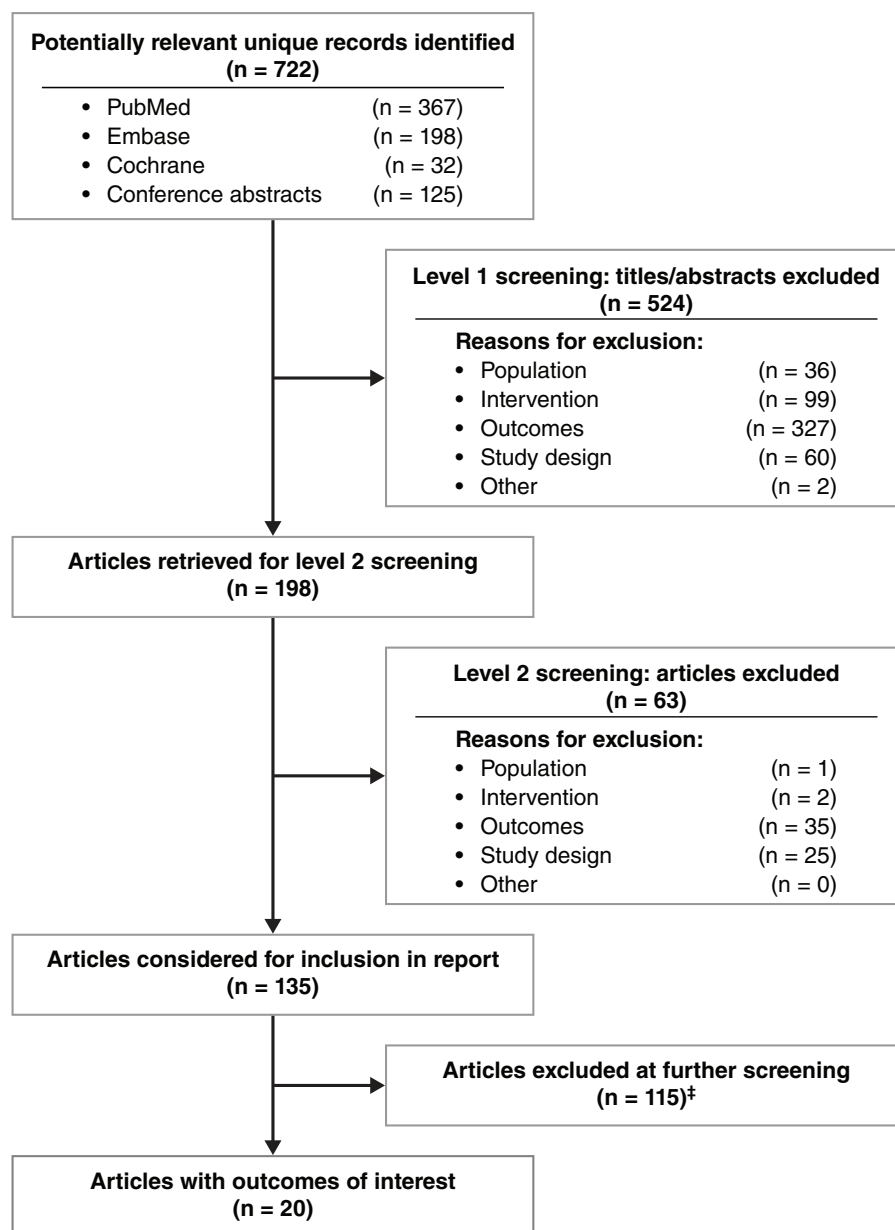 Potentially relevant unique records identified
(n = 722)
• PubMed (n = 367)
• Embase (n = 198)
• Cochrane (n = 32)
• Conference abstracts (n = 125)
Level 1 screening: titles/abstracts excluded
(n = 524)
Reasons for exclusion:
• Population (n = 36)
• Intervention (n = 99)
• Outcomes (n = 327)
• Study design (n = 60)
• Other (n = 2)
Articles retrieved for level 2 screening
(n = 198)
Level 2 screening: articles excluded
(n = 63)
Reasons for exclusion:
• Population (n = 1)
• Intervention (n = 2)
• Outcomes (n = 35)
• Study design (n = 25)
• Other (n = 0)
Articles considered for inclusion in report
(n = 135)
Articles excluded at further screening
(n = 115)‡
Articles with outcomes of interest
(n = 20)